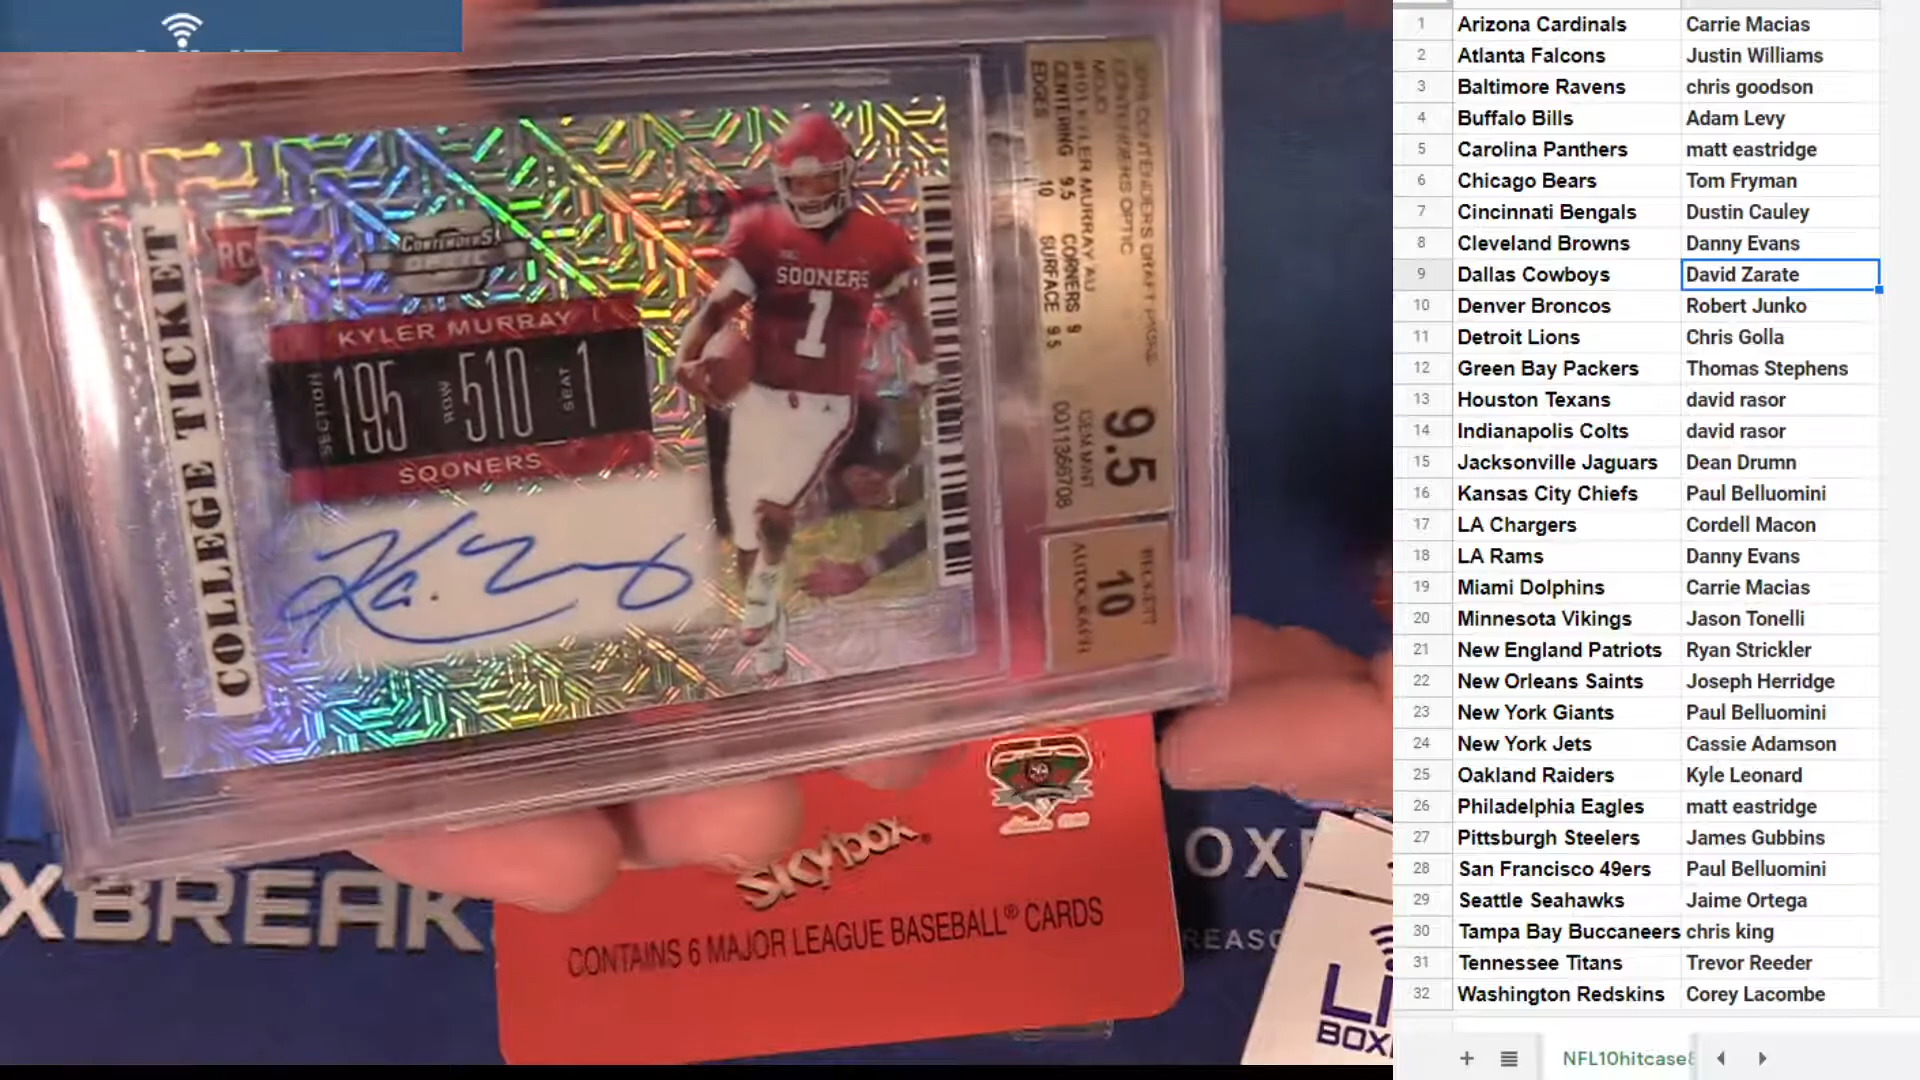 COLLEGE TICKET
RC
CONTENDERS
OPTIC
KYLER MURRAY
SECTION 195 ROW 510 SEAT 1
SOONERS
SOONERS
1
2019 CONTENDERS DRAFT PICKS
CONTENDERS OPTIC
MOJO
#101 KYLER MURRAY AU
CENTERING 9.5 CORNERS 9
EDGES 10 SURFACE 9.5
9.5
GEM MINT
0011366708
BECKETT
10
AUTOGRAPH
XBREAK
SKYBOX®
CONTAINS 6 MAJOR LEAGUE BASEBALL® CARDS
OX
REAS
LI
BOX
1 Arizona Cardinals Carrie Macias
2 Atlanta Falcons Justin Williams
3 Baltimore Ravens chris goodson
4 Buffalo Bills Adam Levy
5 Carolina Panthers matt eastridge
6 Chicago Bears Tom Fryman
7 Cincinnati Bengals Dustin Cauley
8 Cleveland Browns Danny Evans
9 Dallas Cowboys David Zarate
10 Denver Broncos Robert Junko
11 Detroit Lions Chris Golla
12 Green Bay Packers Thomas Stephens
13 Houston Texans david rasor
14 Indianapolis Colts david rasor
15 Jacksonville Jaguars Dean Drumn
16 Kansas City Chiefs Paul Belluomini
17 LA Chargers Cordell Macon
18 LA Rams Danny Evans
19 Miami Dolphins Carrie Macias
20 Minnesota Vikings Jason Tonelli
21 New England Patriots Ryan Strickler
22 New Orleans Saints Joseph Herridge
23 New York Giants Paul Belluomini
24 New York Jets Cassie Adamson
25 Oakland Raiders Kyle Leonard
26 Philadelphia Eagles matt eastridge
27 Pittsburgh Steelers James Gubbins
28 San Francisco 49ers Paul Belluomini
29 Seattle Seahawks Jaime Ortega
30 Tampa Bay Buccaneers chris king
31 Tennessee Titans Trevor Reeder
32 Washington Redskins Corey Lacombe
NFL10hitcase